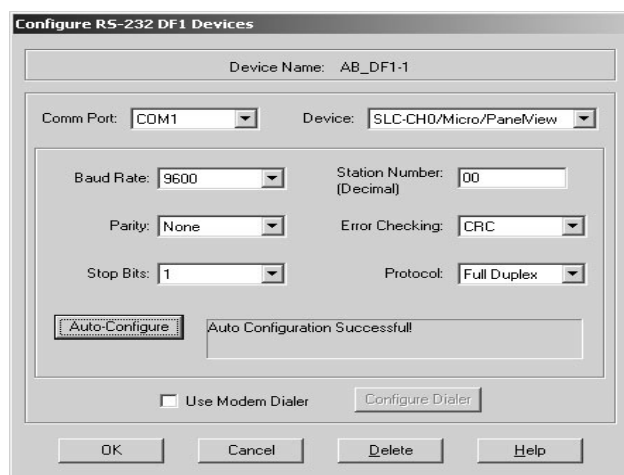 Configure RS-232 DF1 Devices
Device Name: AB_DF1-1
Comm Port: COM1 Device: SLC-CH0/Micro/PanelView
Baud Rate: 9600 Station Number: 00
(Decimal)
Parity: None Error Checking: CRC
Stop Bits: 1 Protocol: Full Duplex
Auto-Configure Auto Configuration Successful!
Use Modem Dialer Configure Dialer
OK Cancel Delete Help